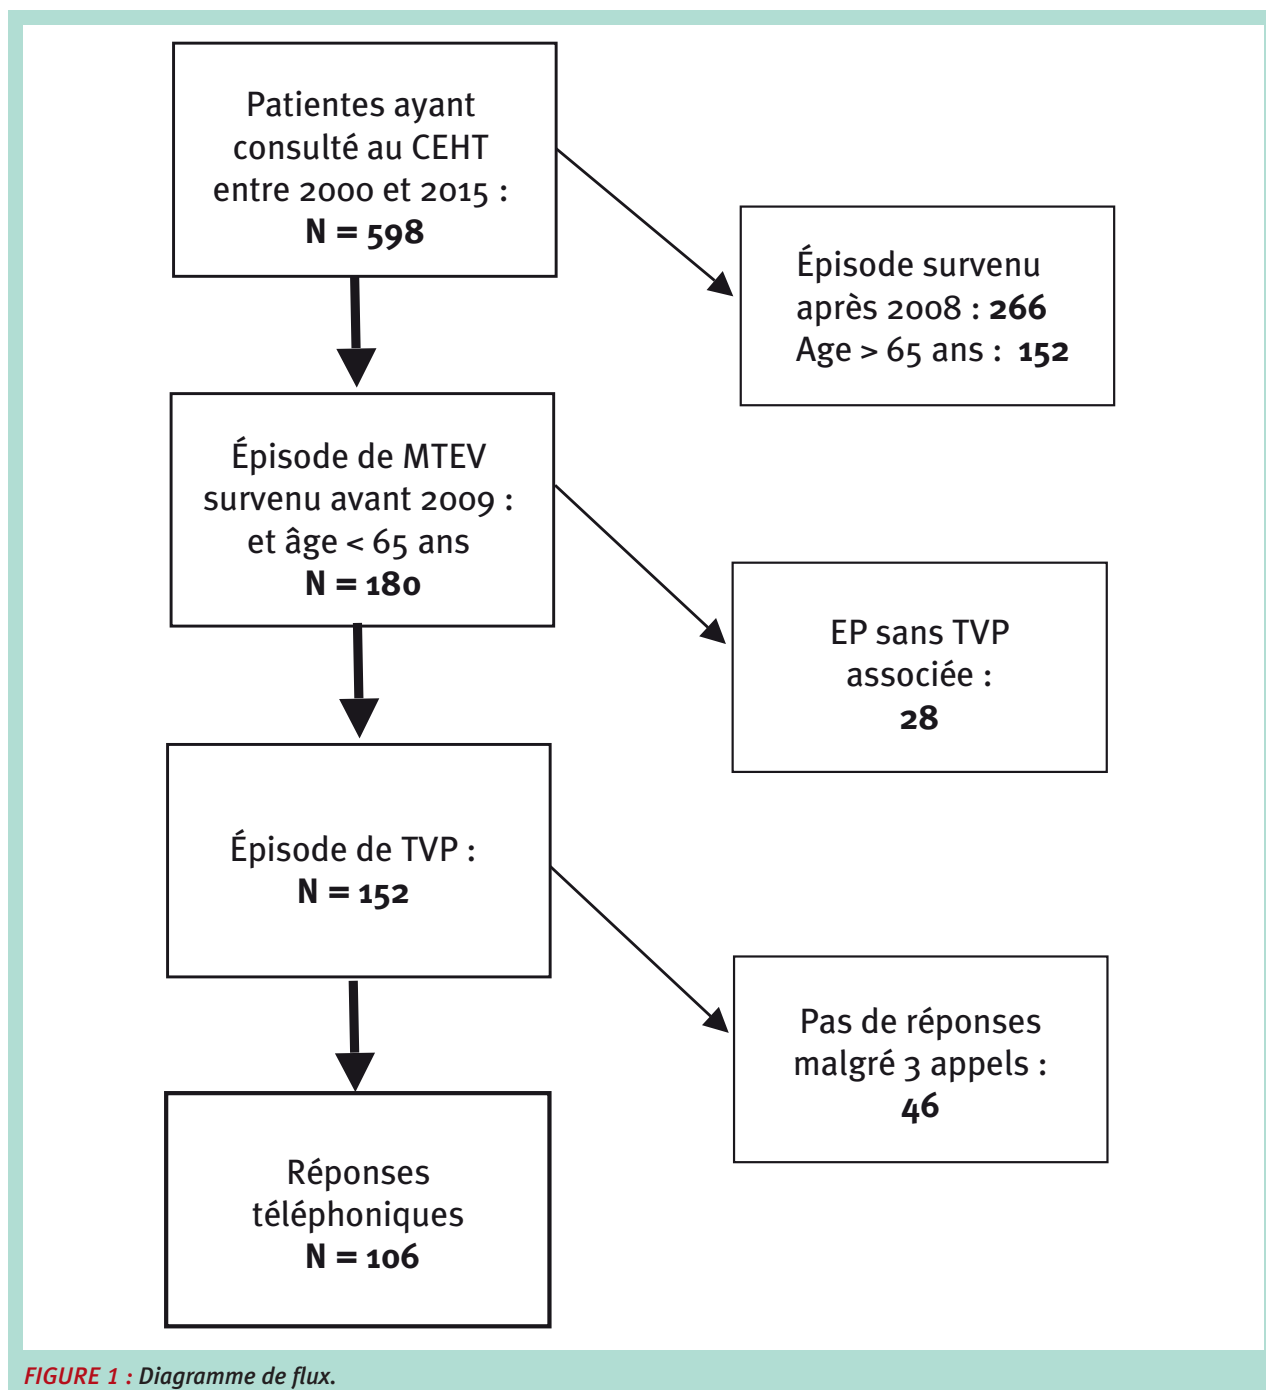 Patientes ayant
consulté au CEHT
entre 2000 et 2015 :
N = 598
Épisode survenu
après 2008 : 266
Age > 65 ans : 152
Épisode de MTEV
survenu avant 2009 :
et âge < 65 ans
N = 180
EP sans TVP
associée :
28
Épisode de TVP :
N = 152
Pas de réponses
malgré 3 appels :
46
Réponses
téléphoniques
N = 106
FIGURE 1 : Diagramme de flux.